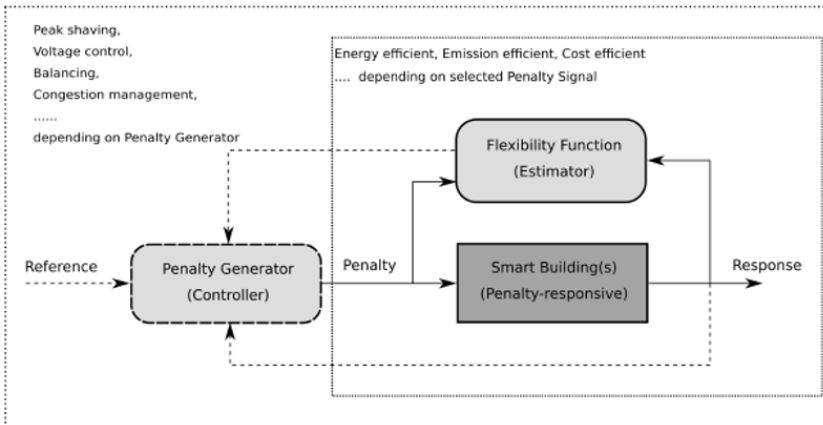 Peak shaving,
Voltage control,
Balancing,
Congestion management,
......
depending on Penalty Generator
Energy efficient, Emission efficient, Cost efficient
.... depending on selected Penalty Signal
Flexibility Function
(Estimator)
Reference
Penalty Generator
(Controller)
Penalty
Smart Building(s)
(Penalty-responsive)
Response